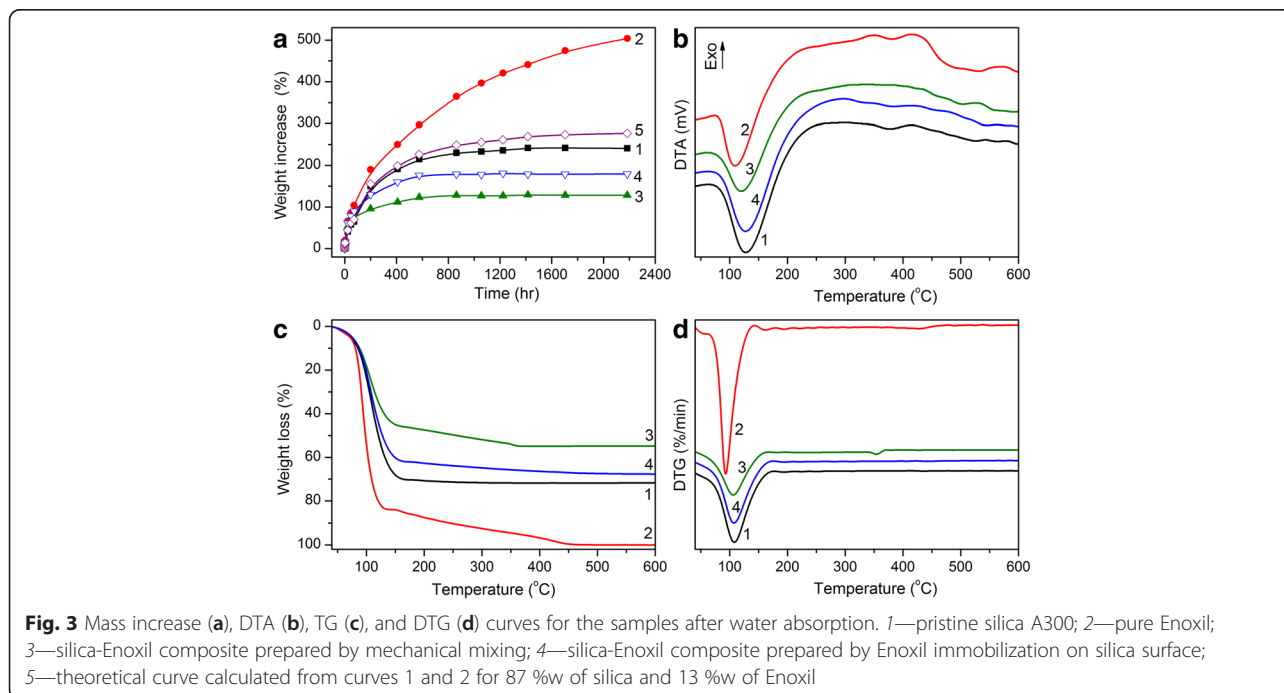 a
500
400
300
200
100
0
Weight increase (%)
2
5
1
4
3
0 400 800 1200 1600 2000 2400
Time (hr)
b
Exo
DTA (mV)
2
3
4
1
100 200 300 400 500 600
Temperature (°C)
c
0
20
40
60
80
100
Weight loss (%)
3
4
1
2
100 200 300 400 500 600
Temperature (°C)
d
DTG (%/min)
2
3
4
1
100 200 300 400 500 600
Temperature (°C)
Fig. 3 Mass increase (a), DTA (b), TG (c), and DTG (d) curves for the samples after water absorption. 1—pristine silica A300; 2—pure Enoxil;
3—silica-Enoxil composite prepared by mechanical mixing; 4—silica-Enoxil composite prepared by Enoxil immobilization on silica surface;
5—theoretical curve calculated from curves 1 and 2 for 87 %w of silica and 13 %w of Enoxil